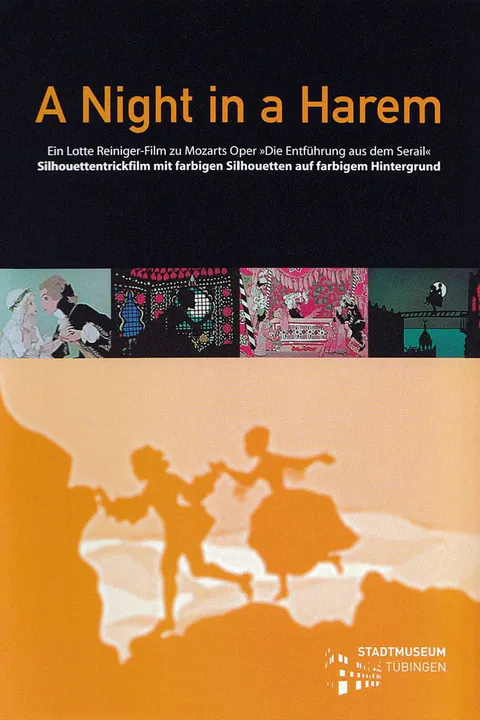 A Night in a Harem
Ein Lotte Reiniger-Film zu Mozarts Oper »Die Entführung aus dem Serail«
Silhouettentrickfilm mit farbigen Silhouetten auf farbigem Hintergrund
STADTMUSEUM
TÜBINGEN